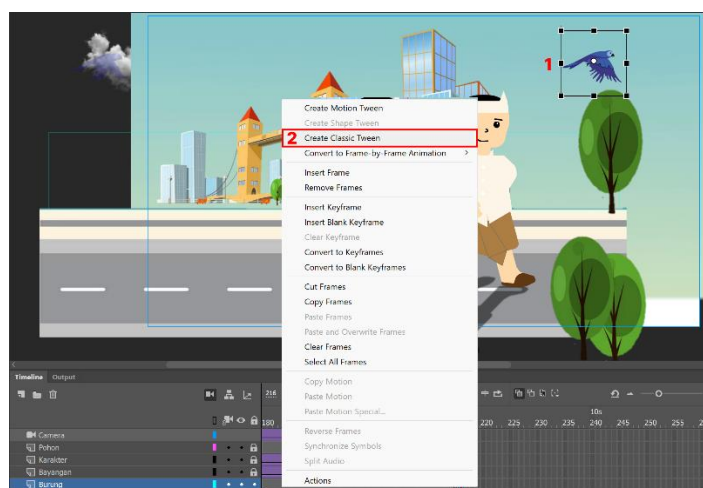 1
Create Motion Tween
Create Shape Tween
2 Create Classic Tween
Convert to Frame-by-Frame Animation >
Insert Frame
Remove Frames
Insert Keyframe
Insert Blank Keyframe
Clear Keyframe
Convert to Keyframes
Convert to Blank Keyframes
Cut Frames
Copy Frames
Paste Frames
Paste and Overwrite Frames
Clear Frames
Select All Frames
Copy Motion
Paste Motion
Paste Motion Special...
Reverse Frames
Synchronize Symbols
Split Audio
Actions
Timeline Output
216
10s
180 220 225 230 235 240 245 250 255 2
Camera
Pohon
Karakter
Bayangan
Burung